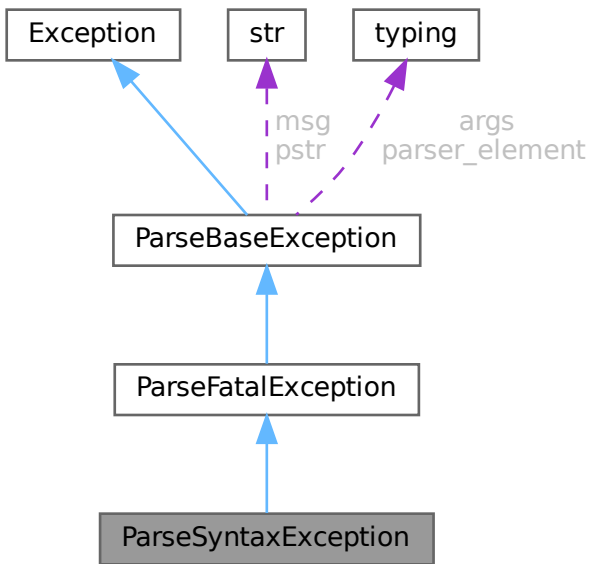 Exception
str
typing
msg
pstr
args
parser_element
ParseBaseException
ParseFatalException
ParseSyntaxException